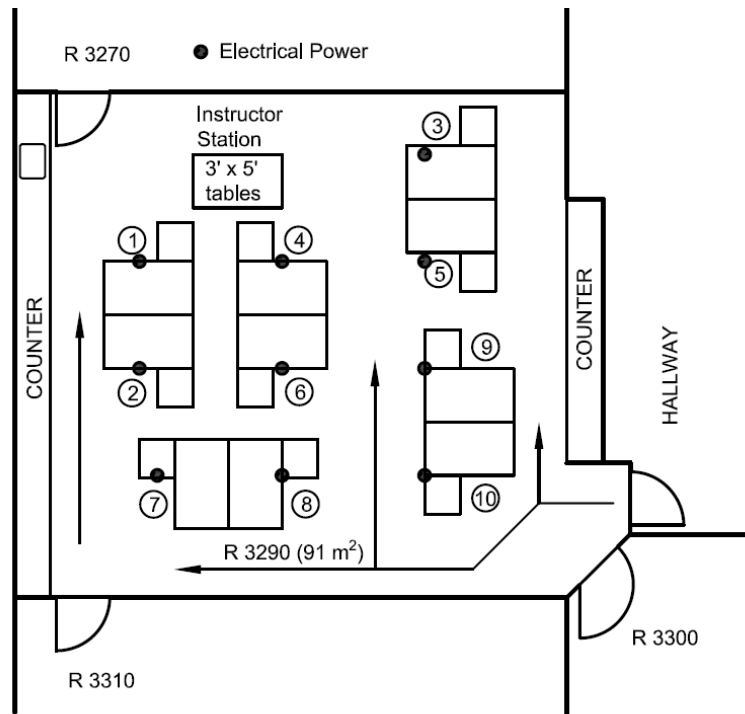 R 3270
Electrical Power
Instructor
Station
3' x 5'
tables
3
1
4
5
COUNTER
COUNTER
HALLWAY
9
2
6
7
8
10
R 3290 (91 m²)
R 3300
R 3310